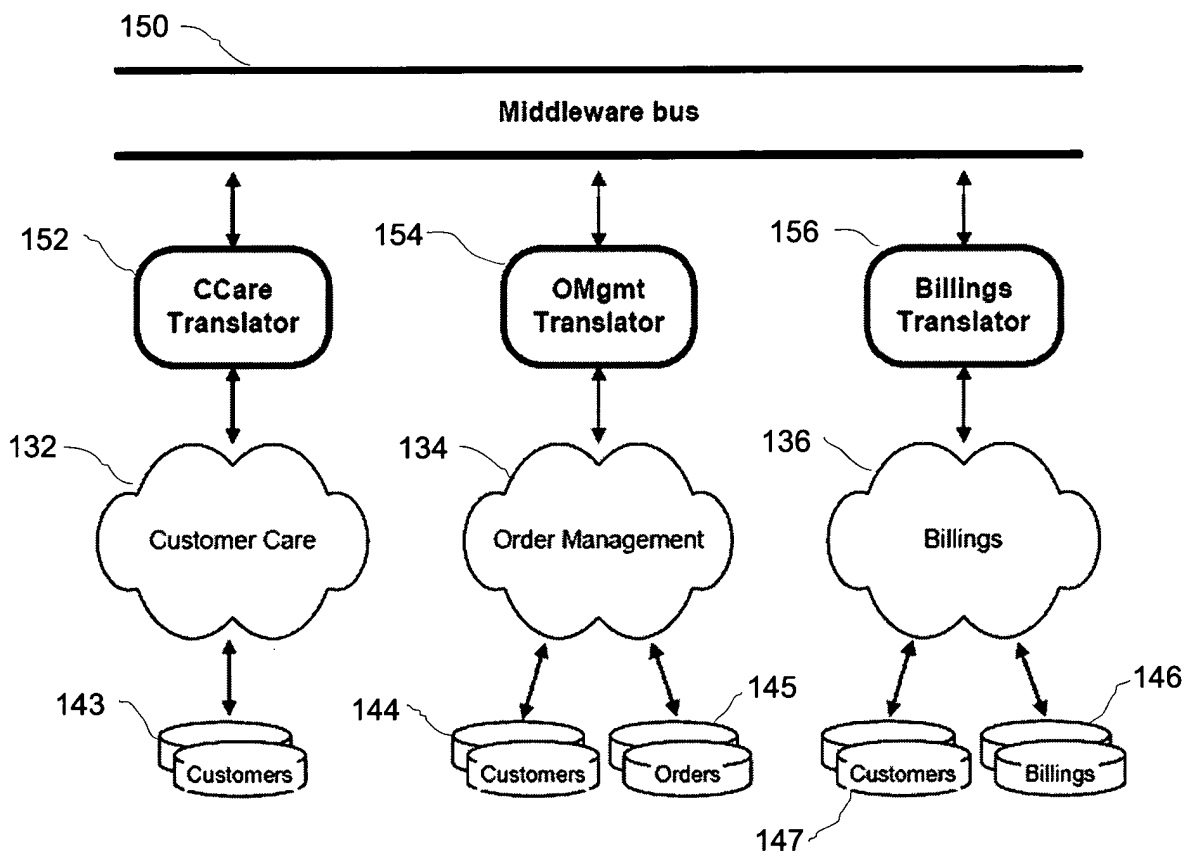 150
Middleware bus
152
154
156
CCare
Translator
OMgmt
Translator
Billings
Translator
132
134
136
Customer Care
Order Management
Billings
143
144
145
146
Customers
Customers
Orders
Customers
Billings
147